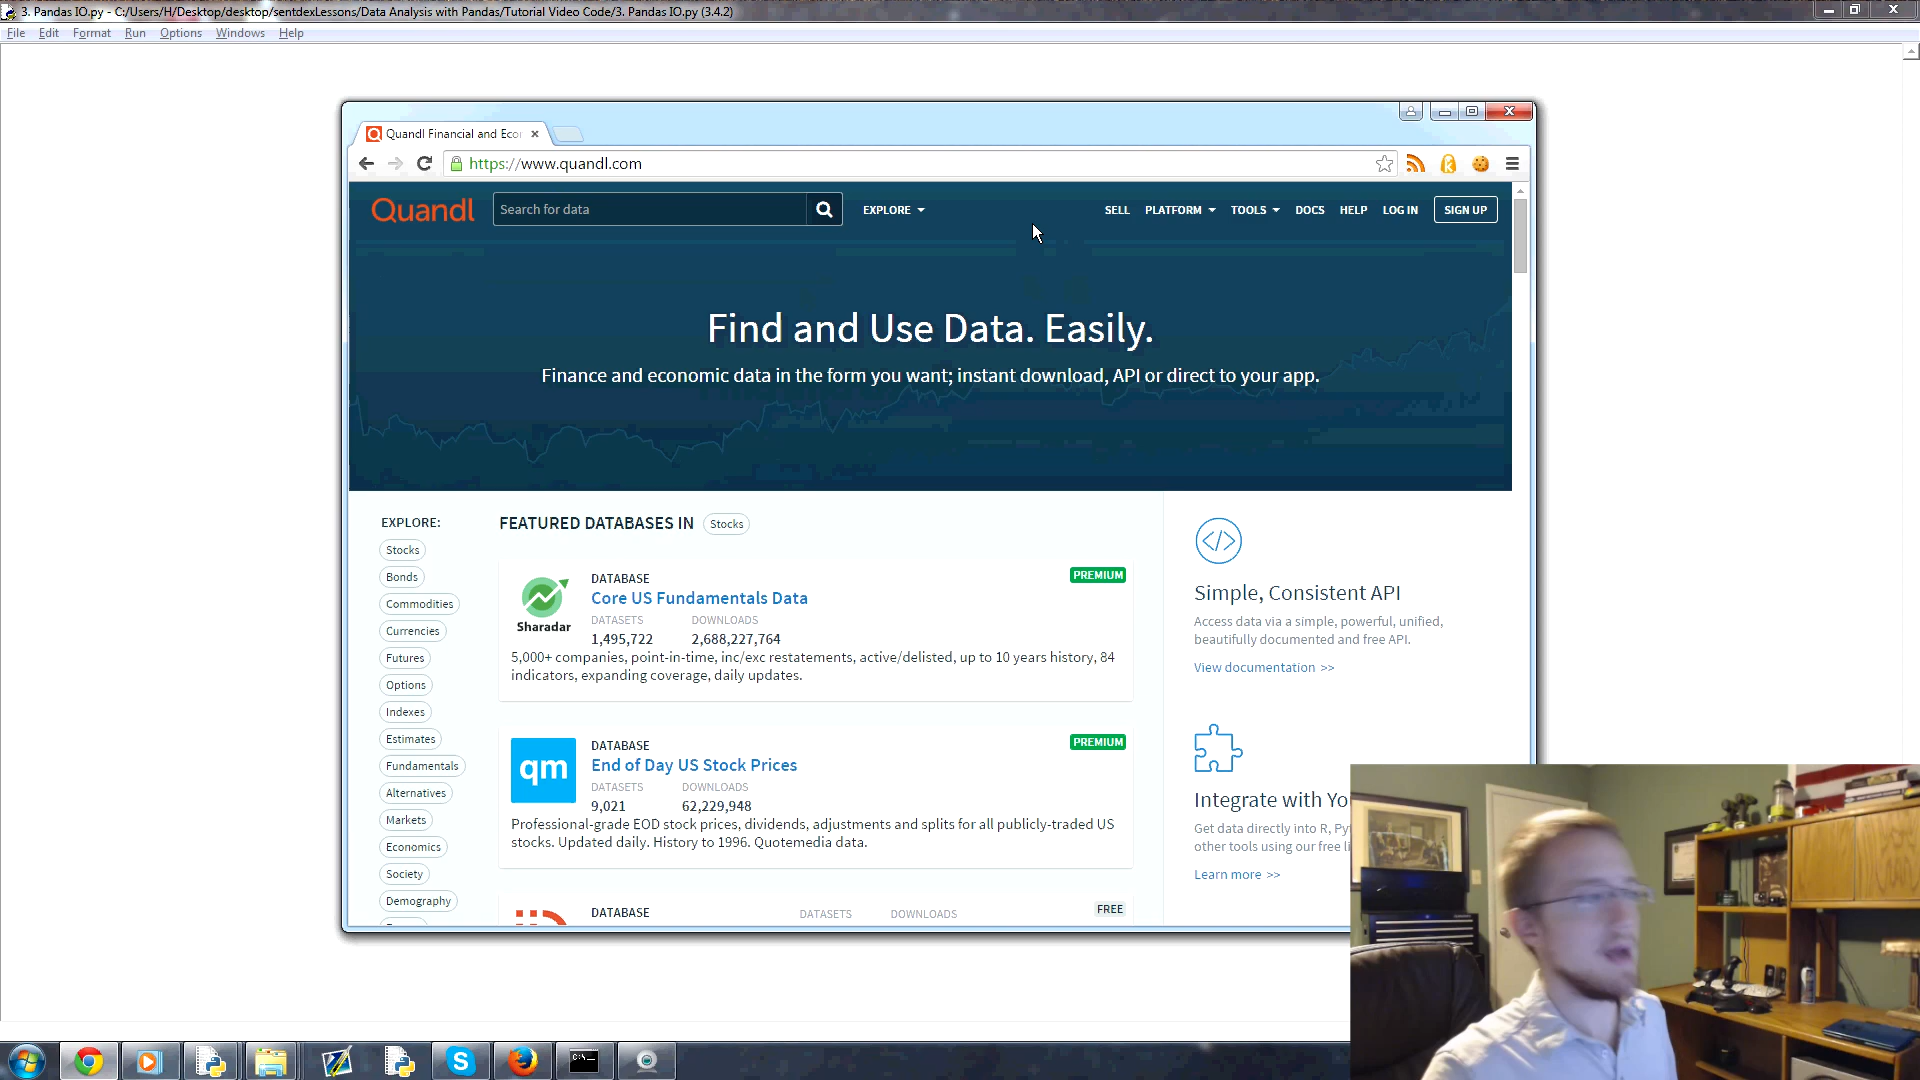 3. Pandas IO.py - C:/Users/H/Desktop/desktop/sentdexLessons/Data Analysis with Pandas/Tutorial Video Code/3. Pandas IO.py (3.4.2)
File Edit Format Run Options Windows Help
Quandl Financial and Eco
https://www.quandl.com
Quandl Search for data EXPLORE SELL PLATFORM TOOLS DOCS HELP LOG IN SIGN UP
Find and Use Data. Easily.
Finance and economic data in the form you want; instant download, API or direct to your app.
EXPLORE:
Stocks
Bonds
Commodities
Currencies
Futures
Options
Indexes
Estimates
Fundamentals
Alternatives
Markets
Economics
Society
Demography
FEATURED DATABASES IN Stocks
Sharadar
DATABASE
PREMIUM
Core US Fundamentals Data
DATASETS DOWNLOADS
1,495,722 2,688,227,764
5,000+ companies, point-in-time, inc/exc restatements, active/delisted, up to 10 years history, 84
indicators, expanding coverage, daily updates.
qm
DATABASE
PREMIUM
End of Day US Stock Prices
DATASETS DOWNLOADS
9,021 62,229,948
Professional-grade EOD stock prices, dividends, adjustments and splits for all publicly-traded US
stocks. Updated daily. History to 1996. Quotemedia data.
DATABASE DATASETS DOWNLOADS FREE
Simple, Consistent API
Access data via a simple, powerful, unified,
beautifully documented and free API.
View documentation >>
Integrate with Yo
Get data directly into R, Py
other tools using our free li
Learn more >>
C:\